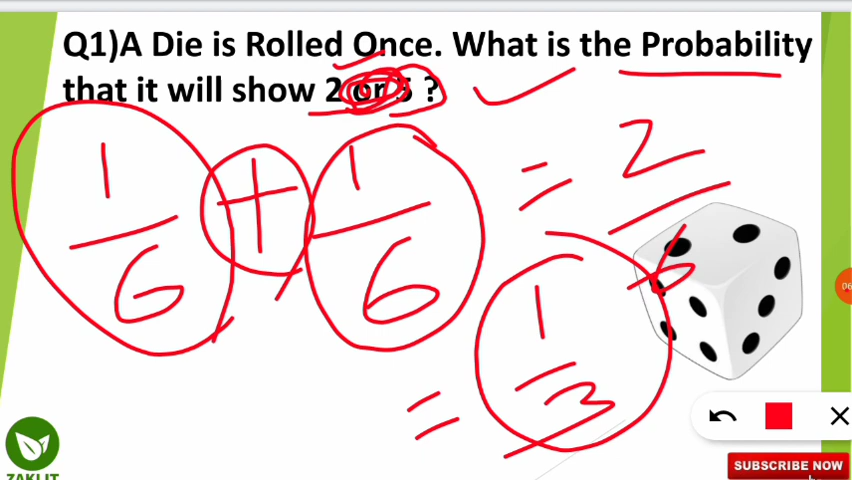 Q1)A Die is Rolled Once. What is the Probability
that it will show 2 or 5 ?
1/6 + 1/6 = 2/6
= 1/3
ZAKLIT
SUBSCRIBE NOW